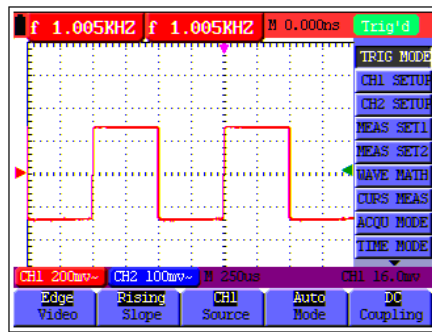 f 1.005KHZ f 1.005KHZ M 0.000ns Trig'd
TRIG MODE
CH1 SETUP
CH2 SETUP
MEAS SET1
MEAS SET2
WAVE MATH
CURS MEAS
ACQU MODE
TIME MODE
CH1 200mv~ CH2 100mv~ M 250us CH1 16.0mv
Edge Rising CH1 Auto DC
Video Slope Source Mode Coupling